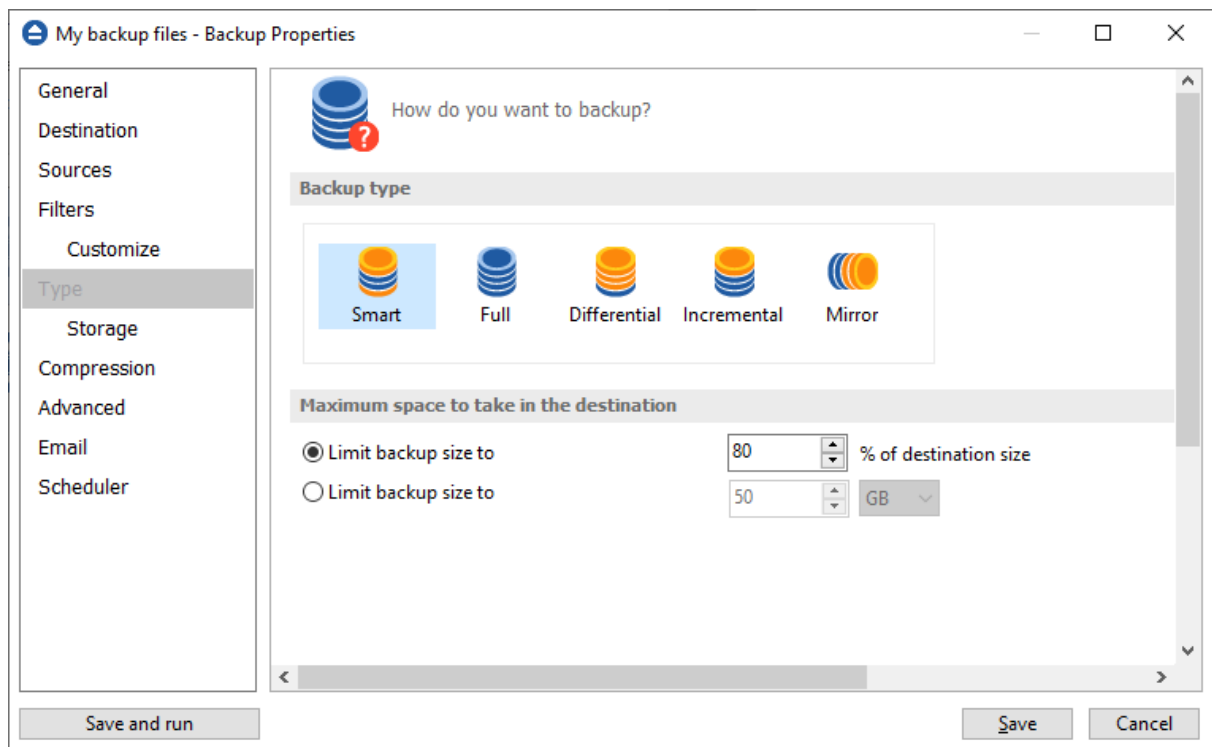 My backup files - Backup Properties
General
Destination
Sources
Filters
Customize
Type
Storage
Compression
Advanced
Email
Scheduler
How do you want to backup?
Backup type
Smart Full Differential Incremental Mirror
Maximum space to take in the destination
Limit backup size to 80 % of destination size
Limit backup size to 50 GB
Save and run Save Cancel